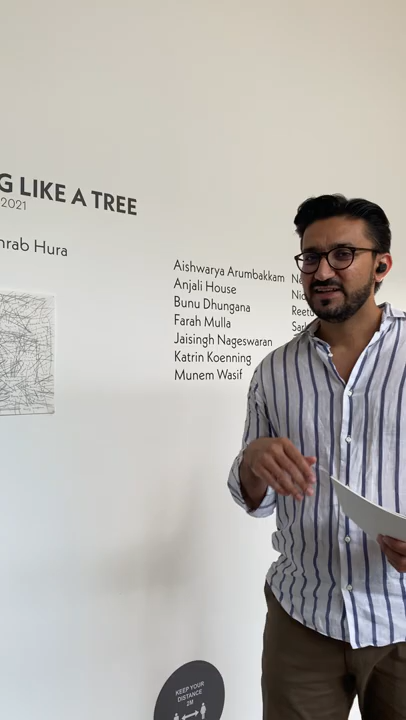 G LIKE A TREE
2021
hrab Hura
Aishwarya Arumbakkam
Anjali House
Bunu Dhungana
Farah Mulla
Jaisingh Nageswaran
Katrin Koenning
Munem Wasif
Reetu
KEEP YOUR
DISTANCE
2M